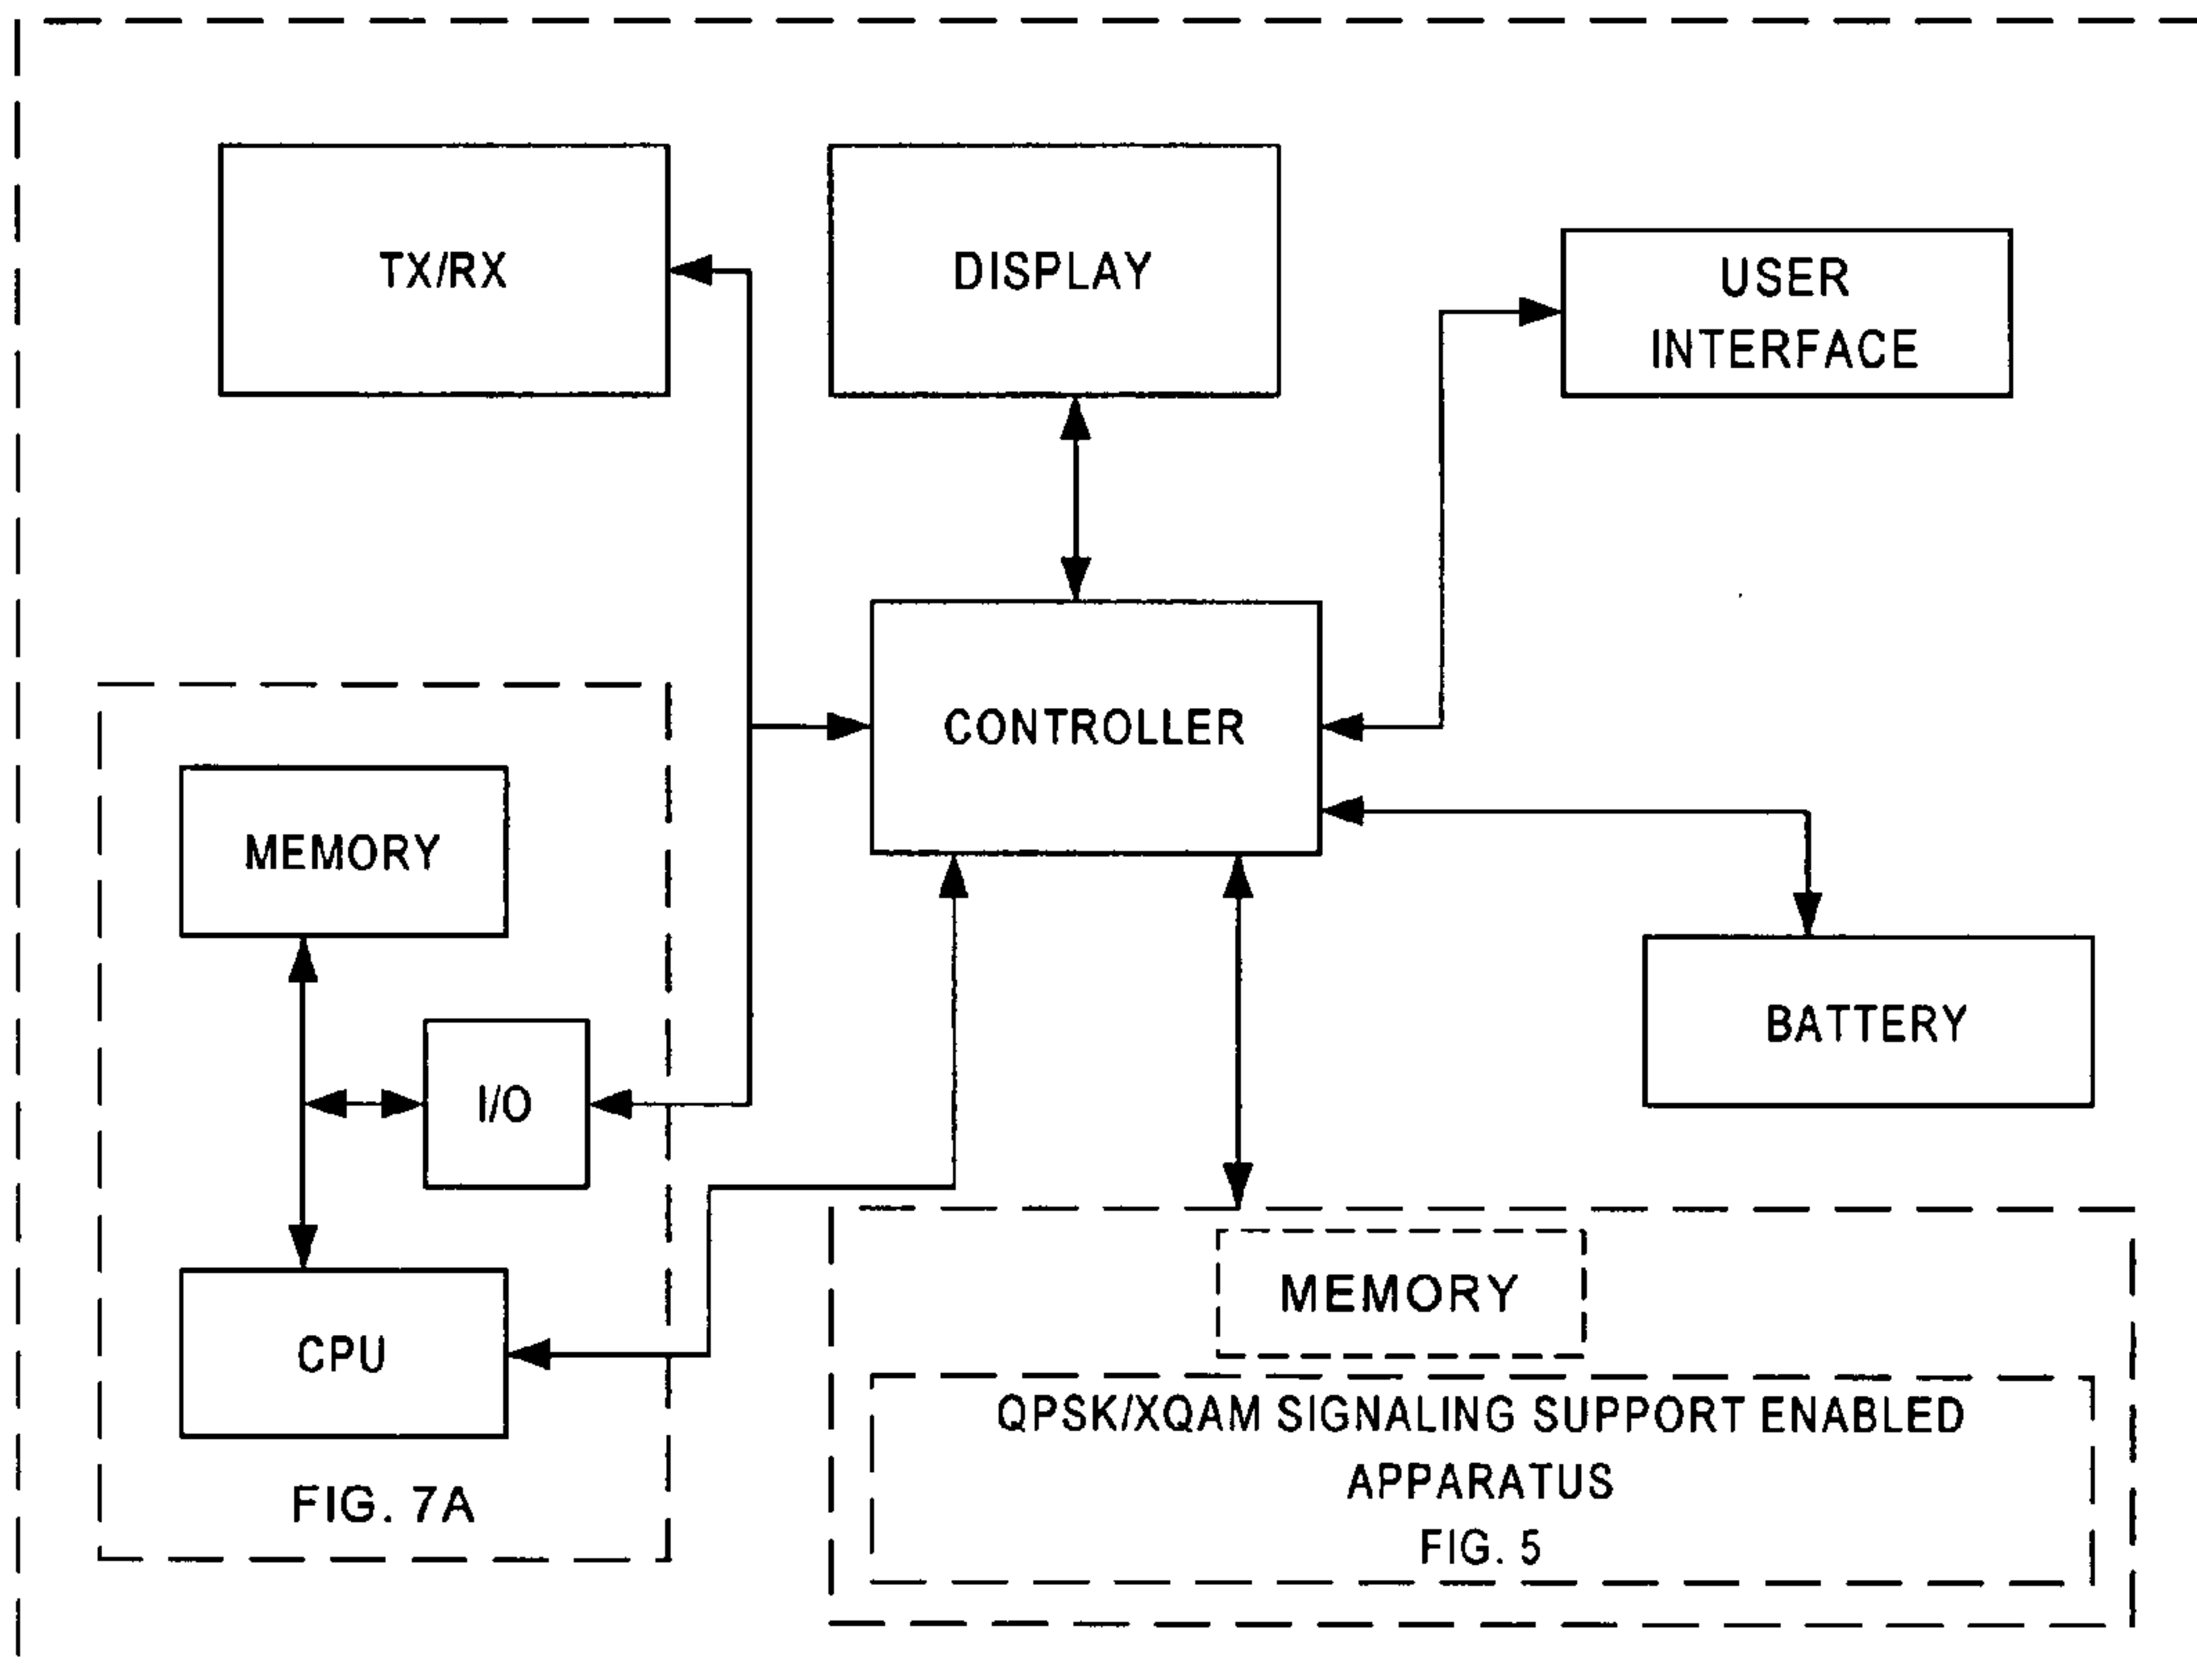 TX/RX
DISPLAY
USER
INTERFACE
CONTROLLER
MEMORY
I/O
BATTERY
CPU
FIG. 7A
MEMORY
QPSK/XQAM SIGNALING SUPPORT ENABLED
APPARATUS
FIG. 5